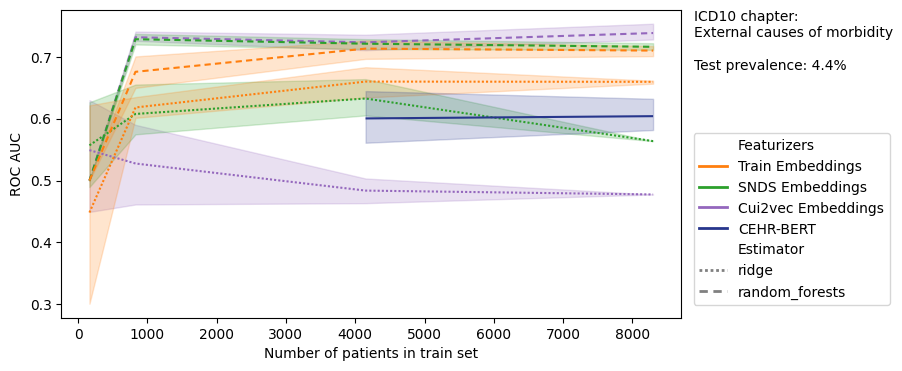 ICD10 chapter:
External causes of morbidity
Test prevalence: 4.4%
ROC AUC
0.7
0.6
0.5
0.4
0.3
0 1000 2000 3000 4000 5000 6000 7000 8000
Number of patients in train set
Featurizers
Train Embeddings
SNDS Embeddings
Cui2vec Embeddings
CEHR-BERT
Estimator
ridge
random_forests